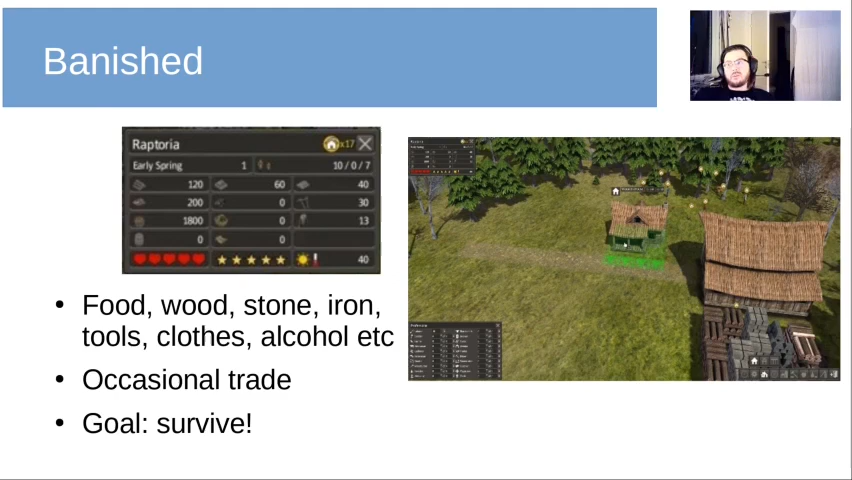 Banished
Raptoria
x17
Early Spring 1 10 / 0 / 7
120 60 40
200 0 30
1800 0 13
0 0
40
• Food, wood, stone, iron,
tools, clothes, alcohol etc
• Occasional trade
• Goal: survive!